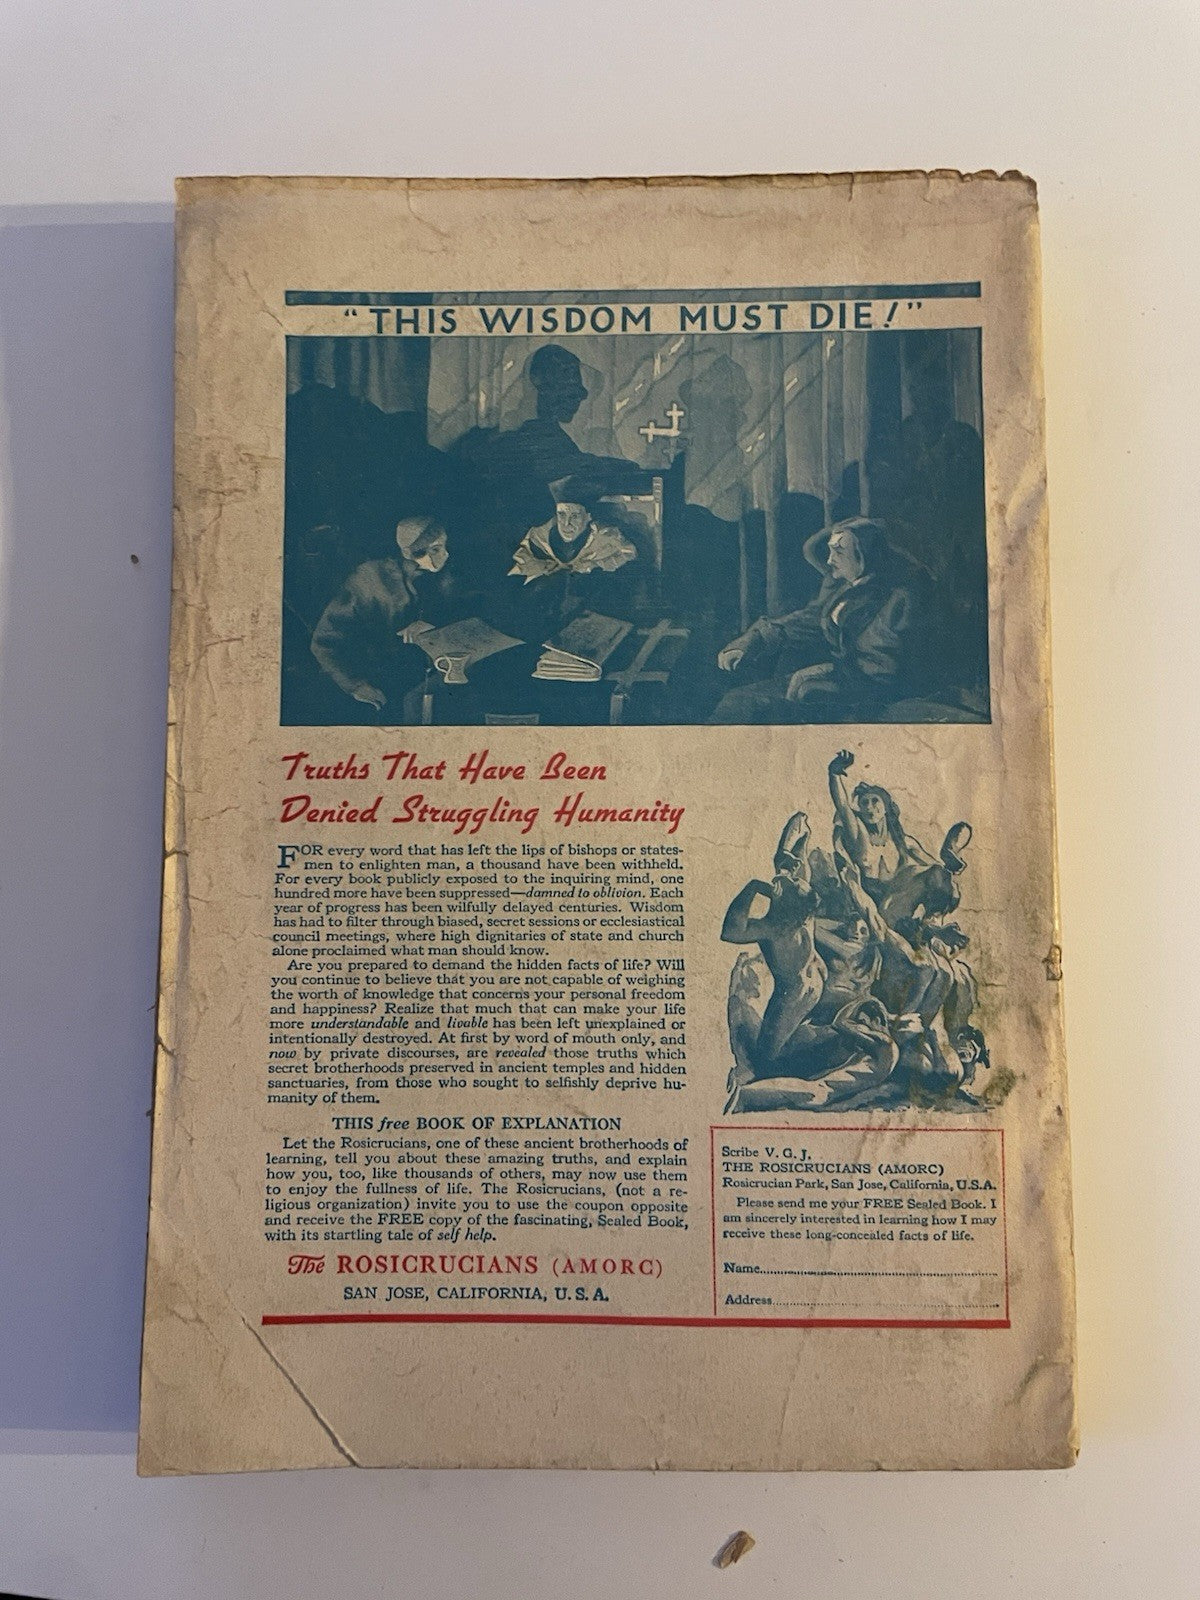 “THIS WISDOM MUST DIE!”
Truths That Have Been
Denied Struggling Humanity
FOR every word that has left the lips of bishops or states-
men to enlighten man, a thousand have been withheld.
For every book publicly exposed to the inquiring mind, one
hundred more have been suppressed—damned to oblivion. Each
year of progress has been wilfully delayed centuries. Wisdom
has had to filter through biased, secret sessions or ecclesiastical
council meetings, where high dignitaries of state and church
alone proclaimed what man should know.
Are you prepared to demand the hidden facts of life? Will
you continue to believe that you are not capable of weighing
the worth of knowledge that concerns your personal freedom
and happiness? Realize that much that can make your life
more understandable and livable has been left unexplained or
intentionally destroyed. At first by word of mouth only, and
now by private discourses, are revealed those truths which
secret brotherhoods preserved in ancient temples and hidden
sanctuaries, from those who sought to selfishly deprive hu-
manity of them.
THIS free BOOK OF EXPLANATION
Let the Rosicrucians, one of these ancient brotherhoods of
learning, tell you about these amazing truths, and explain
how you, too, like thousands of others, may now use them
to enjoy the fullness of life. The Rosicrucians, (not a re-
ligious organization) invite you to use the coupon opposite
and receive the FREE copy of the fascinating, Sealed Book,
with its startling tale of self help.
The ROSICRUCIANS (AMORC)
SAN JOSE, CALIFORNIA, U. S. A.
Scribe V. G. J.
THE ROSICRUCIANS (AMORC)
Rosicrucian Park, San Jose, California, U.S.A.
Please send me your FREE Sealed Book. I
am sincerely interested in learning how I may
receive these long-concealed facts of life.
Name
Address